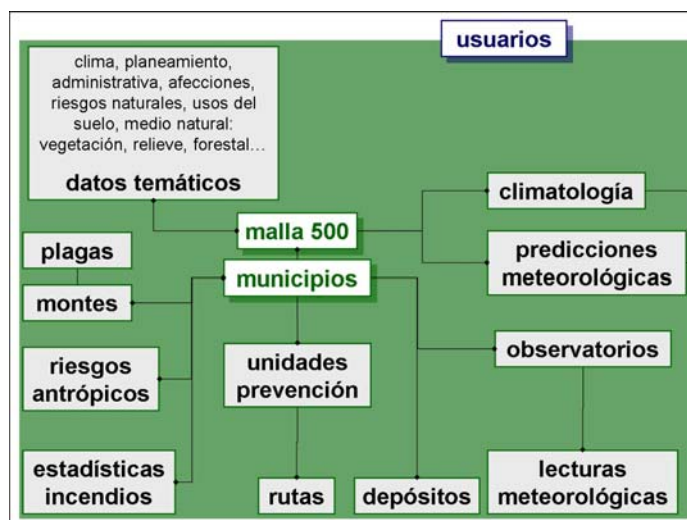 usuarios
clima, planeamiento,
administrativa, afecciones,
riesgos naturales, usos del
suelo, medio natural:
vegetación, relieve, forestal...
datos temáticos
climatología
malla 500
plagas
predicciones
meteorológicas
municipios
montes
observatorios
unidades
prevención
riesgos
antrópicos
estadísticas
incendios
rutas
depósitos
lecturas
meteorológicas